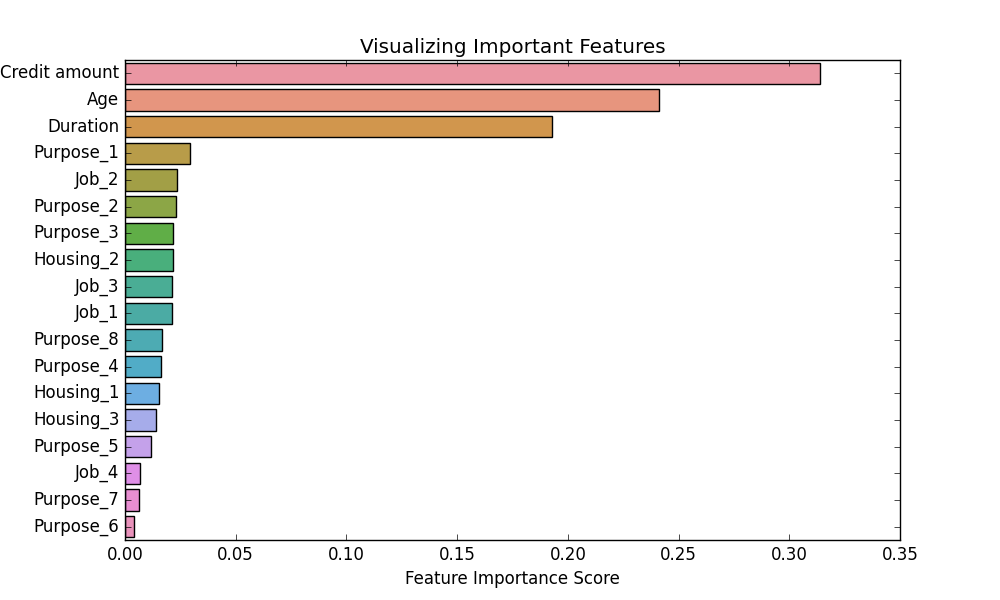 Visualizing Important Features
Credit amount
Age
Duration
Purpose_1
Job_2
Purpose_2
Purpose_3
Housing_2
Job_3
Job_1
Purpose_8
Purpose_4
Housing_1
Housing_3
Purpose_5
Job_4
Purpose_7
Purpose_6
0.00 0.05 0.10 0.15 0.20 0.25 0.30 0.35
Feature Importance Score